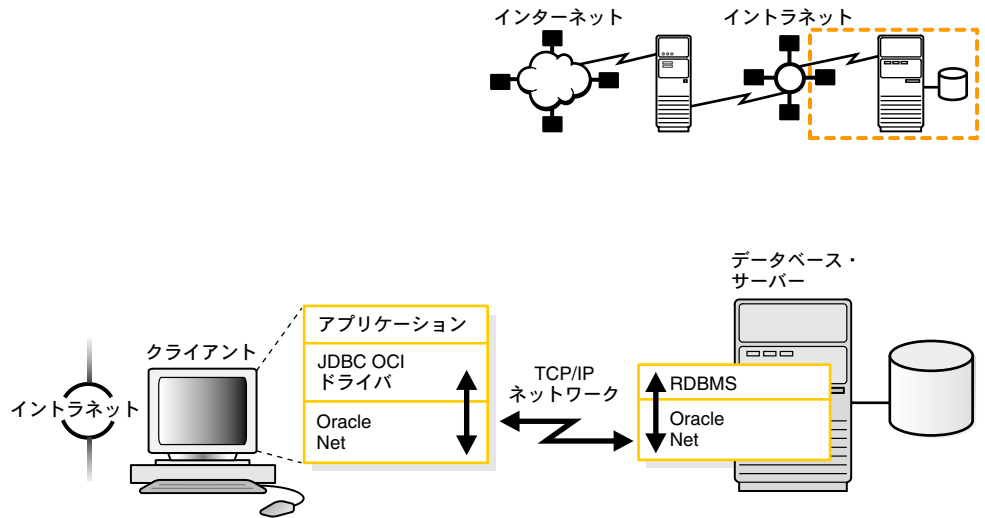 インターネット
イントラネット
データベース・
サーバー
アプリケーション
クライアント
JDBC OCI
ドライバ
TCP/IP
ネットワーク
RDBMS
イントラネット
Oracle
Net
Oracle
Net